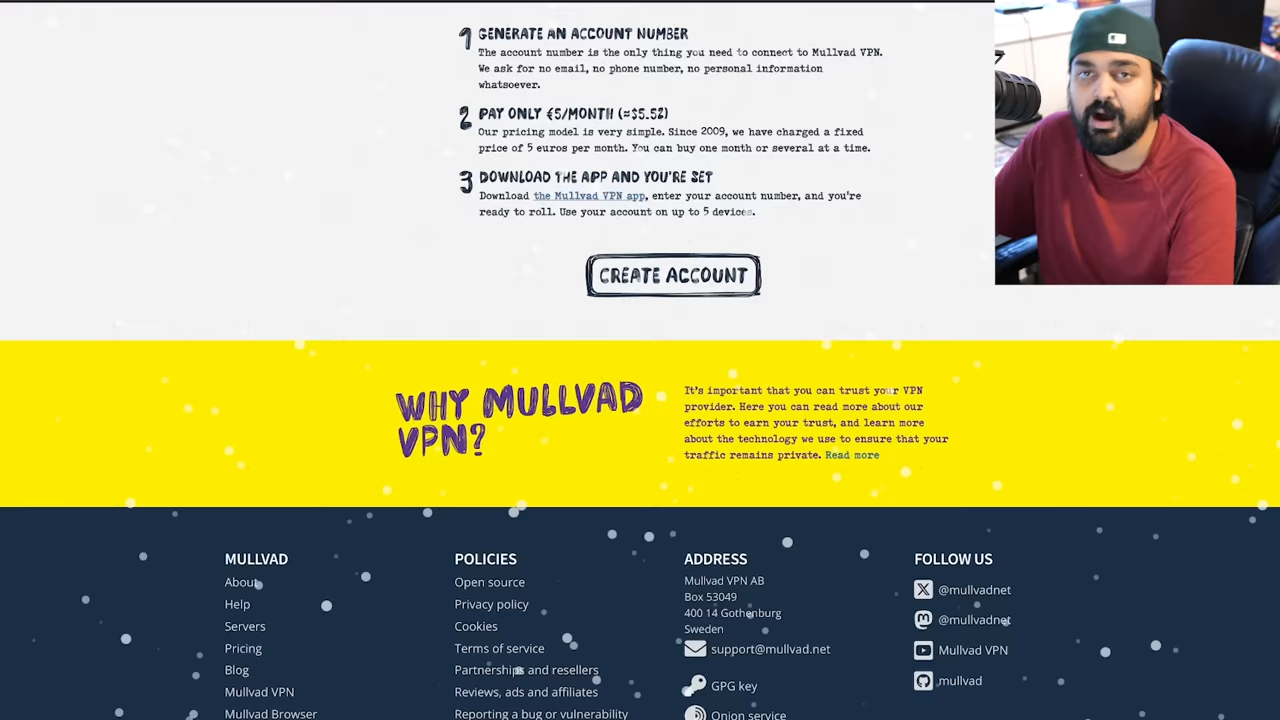 1 GENERATE AN ACCOUNT NUMBER
The account number is the only thing you need to connect to Mullvad VPN.
We ask for no email, no phone number, no personal information
whatsoever.
2 PAY ONLY €5/MONTH (≈$5.52)
Our pricing model is very simple. Since 2009, we have charged a fixed
price of 5 euros per month. You can buy one month or several at a time.
3 DOWNLOAD THE APP AND YOU'RE SET
Download the Mullvad VPN app, enter your account number, and you're
ready to roll. Use your account on up to 5 devices.
CREATE ACCOUNT
WHY MULLVAD
VPN?
It's important that you can trust your VPN
provider. Here you can read more about our
efforts to earn your trust, and learn more
about the technology we use to ensure that your
traffic remains private. Read more
MULLVAD
About
Help
Servers
Pricing
Blog
Mullvad VPN
Mullvad Browser
POLICIES
Open source
Privacy policy
Cookies
Terms of service
Partnerships and resellers
Reviews, ads and affiliates
Reporting a bug or vulnerability
ADDRESS
Mullvad VPN AB
Box 53049
400 14 Gothenburg
Sweden
support@mullvad.net
GPG key
Onion service
FOLLOW US
@mullvadnet
@mullvadnet
Mullvad VPN
mullvad